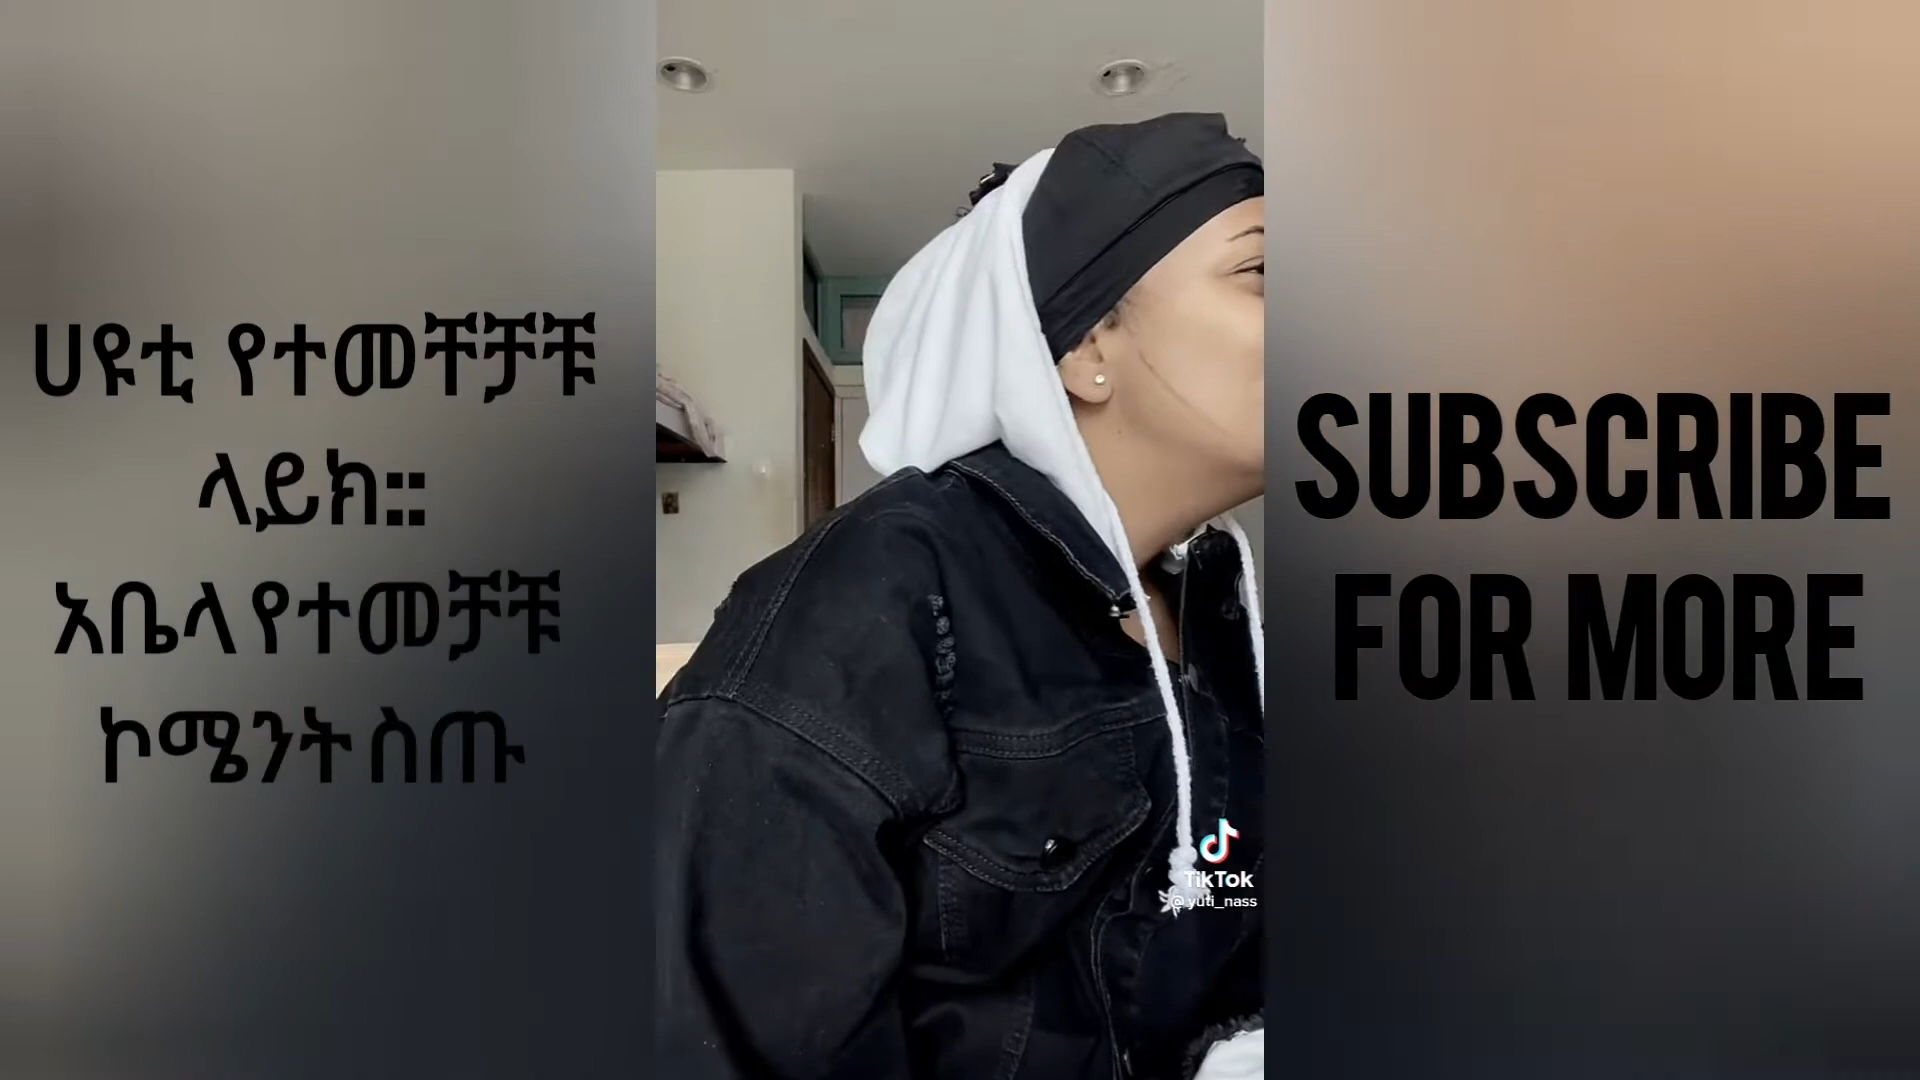 ሀዩቲ የተመቸቻቹ
ላይክ።
አቤላ የተመቻቹ
ኮሜንት ስጡ
SUBSCRIBE
FOR MORE
TikTok
@yuti_nass